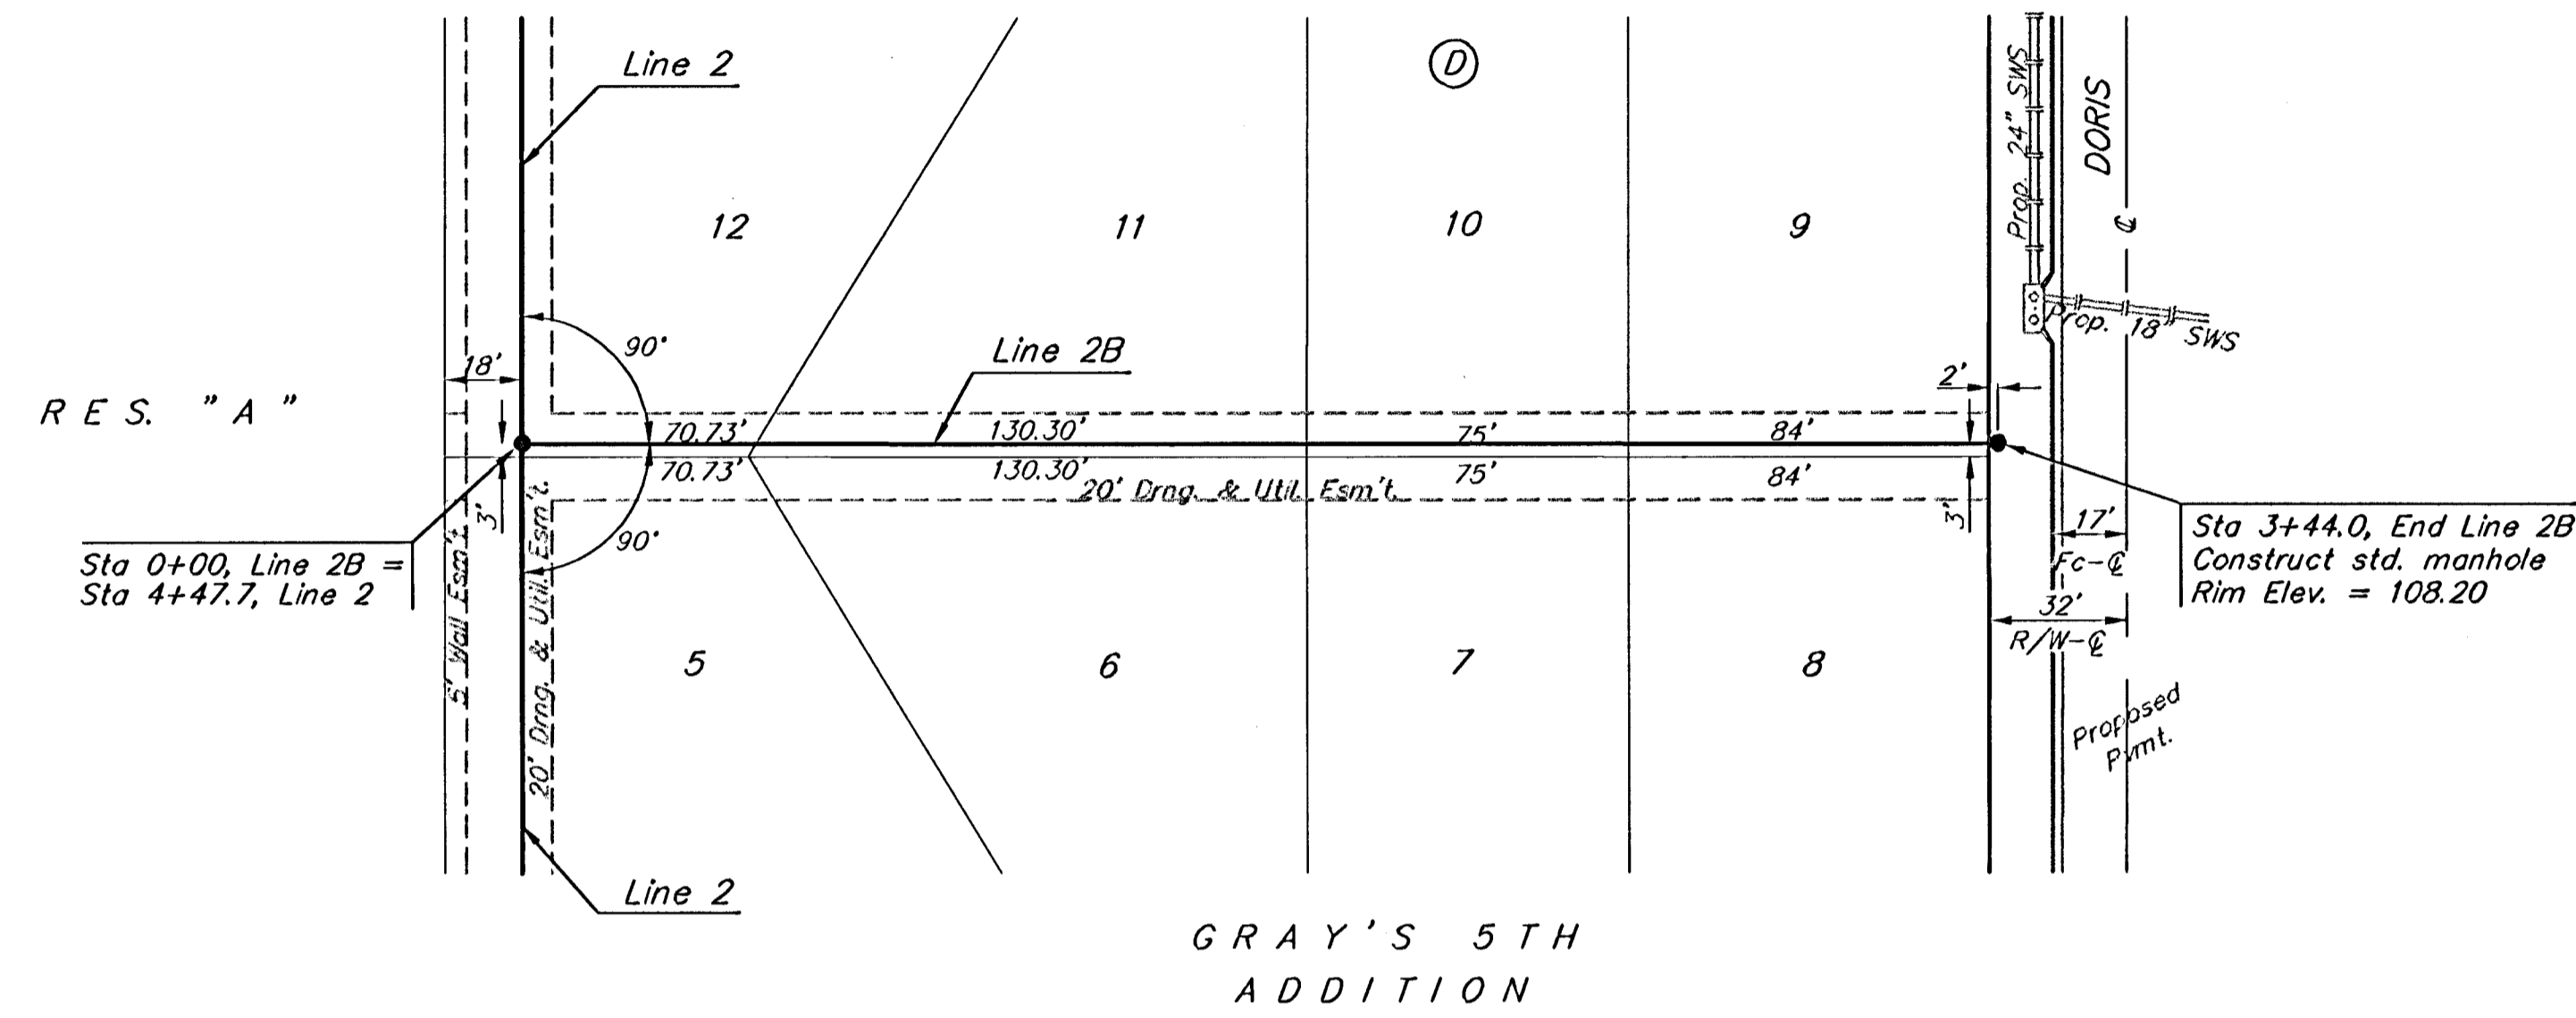 Line 2
D
Prop. 24" SWS
DORIS
12
11
10
9
℄
Prop. 18" SWS
90°
Line 2B
18'
2'
RES. "A"
70.73'
130.30'
75'
84'
70.73'
130.30'
75'
84'
20' Drng. & Util. Esm't.
3'
3'
90°
17'
Fc-℄
32'
R/W-℄
Sta 0+00, Line 2B =
Sta 4+47.7, Line 2
Sta 3+44.0, End Line 2B
Construct std. manhole
Rim Elev. = 108.20
5' Wall Esm't
20' Drng. & Util. Esm't.
5
6
7
8
Proposed
Pvmt.
Line 2
GRAY'S 5TH
ADDITION